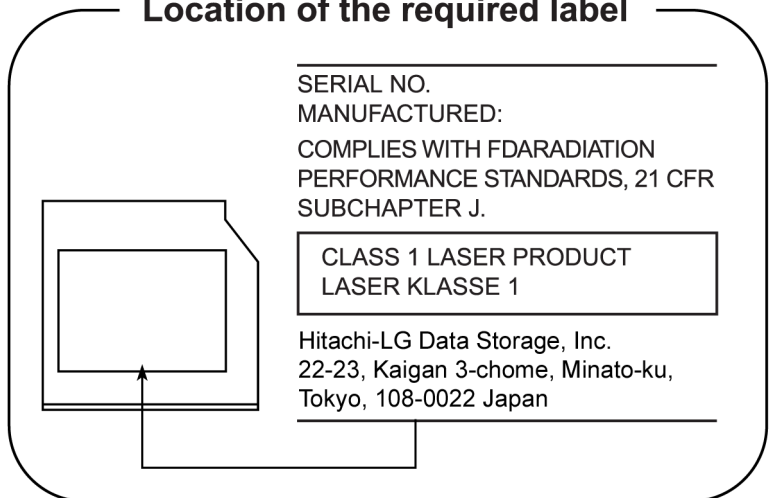 Location of the required label
SERIAL NO.
MANUFACTURED:
COMPLIES WITH FDARADIATION
PERFORMANCE STANDARDS, 21 CFR
SUBCHAPTER J.
CLASS 1 LASER PRODUCT
LASER KLASSE 1
Hitachi-LG Data Storage, Inc.
22-23, Kaigan 3-chome, Minato-ku,
Tokyo, 108-0022 Japan